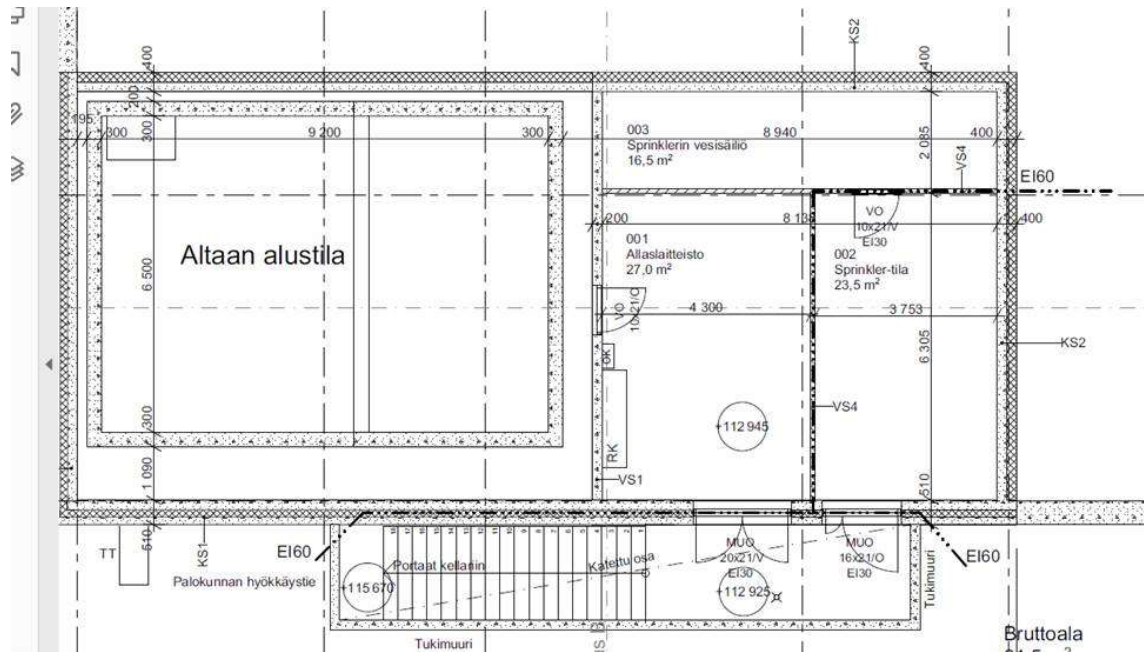 KS2
400
400
200
195
300
300
9 200
300
003
Sprinklerin vesisäiliö
16,5 m²
8 940
400
2 085
VS4
EI60
200
8 13
400
VO
10x21/V
EI30
001
Allaslaitteisto
27,0 m²
002
Sprinkler-tila
23,5 m²
Altaan alustila
6 500
VO
10x21/O
4 300
3 753
6 305
KS2
OK
VS4
300
+112 945
RK
1 090
VS1
510
510
KS1
TT
EI60
Palokunnan hyökkäystie
Portaat kellariin
Kafettu osa
+115 670
MUO
20x21/V
EI30
MUO
16x21/O
EI30
EI60
+112 925
Tukimuuri
Tukimuuri
Bruttoala